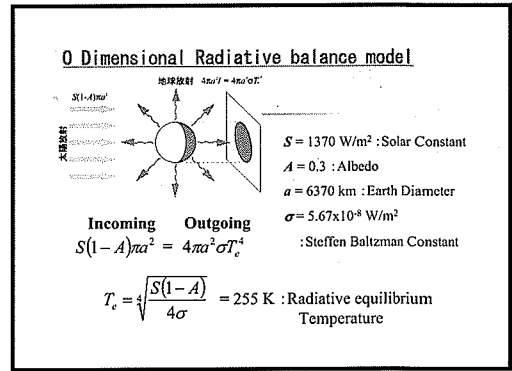 0 Dimensional Radiative balance model
地球放射 4πa²I = 4πa²σTₑ⁴
S(1-A)πa²
太陽放射
S = 1370 W/m² : Solar Constant
A = 0.3 : Albedo
a = 6370 km : Earth Diameter
σ = 5.67x10⁻⁸ W/m²
: Steffen Baltzman Constant
Incoming Outgoing
S(1−A)πa² = 4πa²σTₑ⁴
Tₑ = ∜(S(1−A)/4σ) = 255 K : Radiative equilibrium
Temperature